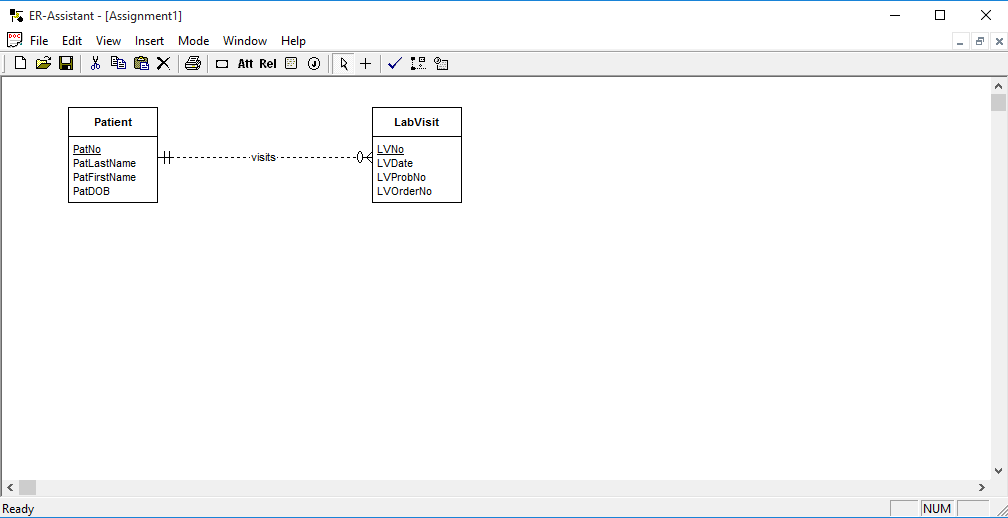 ER-Assistant - [Assignment1]
File Edit View Insert Mode Window Help
Att Rel
Patient
PatNo
PatLastName
PatFirstName
PatDOB
visits
LabVisit
LVNo
LVDate
LVProbNo
LVOrderNo
Ready
NUM